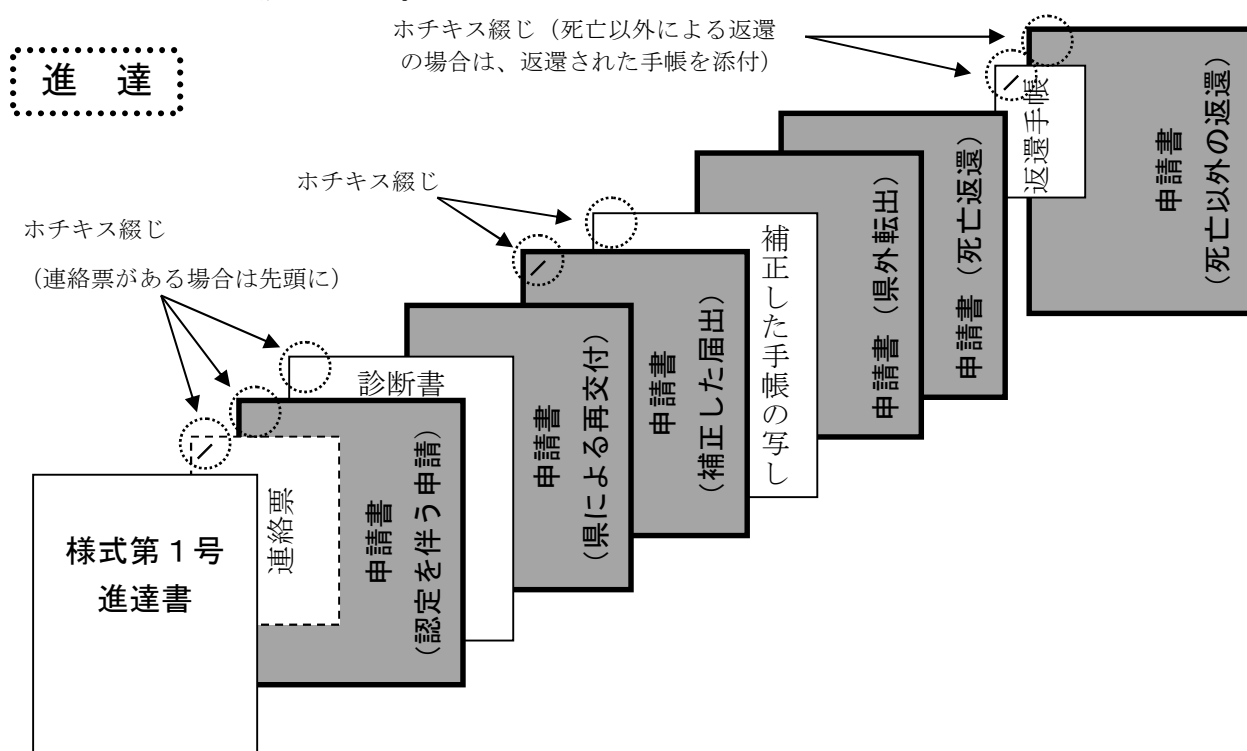 ホチキス綴じ（死亡以外による返還
の場合は、返還された手帳を添付）
進　達
ホチキス綴じ
ホチキス綴じ
（連絡票がある場合は先頭に）
様式第１号
進達書
連絡票
申請書
（認定を伴う申請）
診断書
申請書
（県による再交付）
申請書
（補正した届出）
補正した手帳の写し
申請書（県外転出）
申請書（死亡返還）
返還手帳
申請書
（死亡以外の返還）